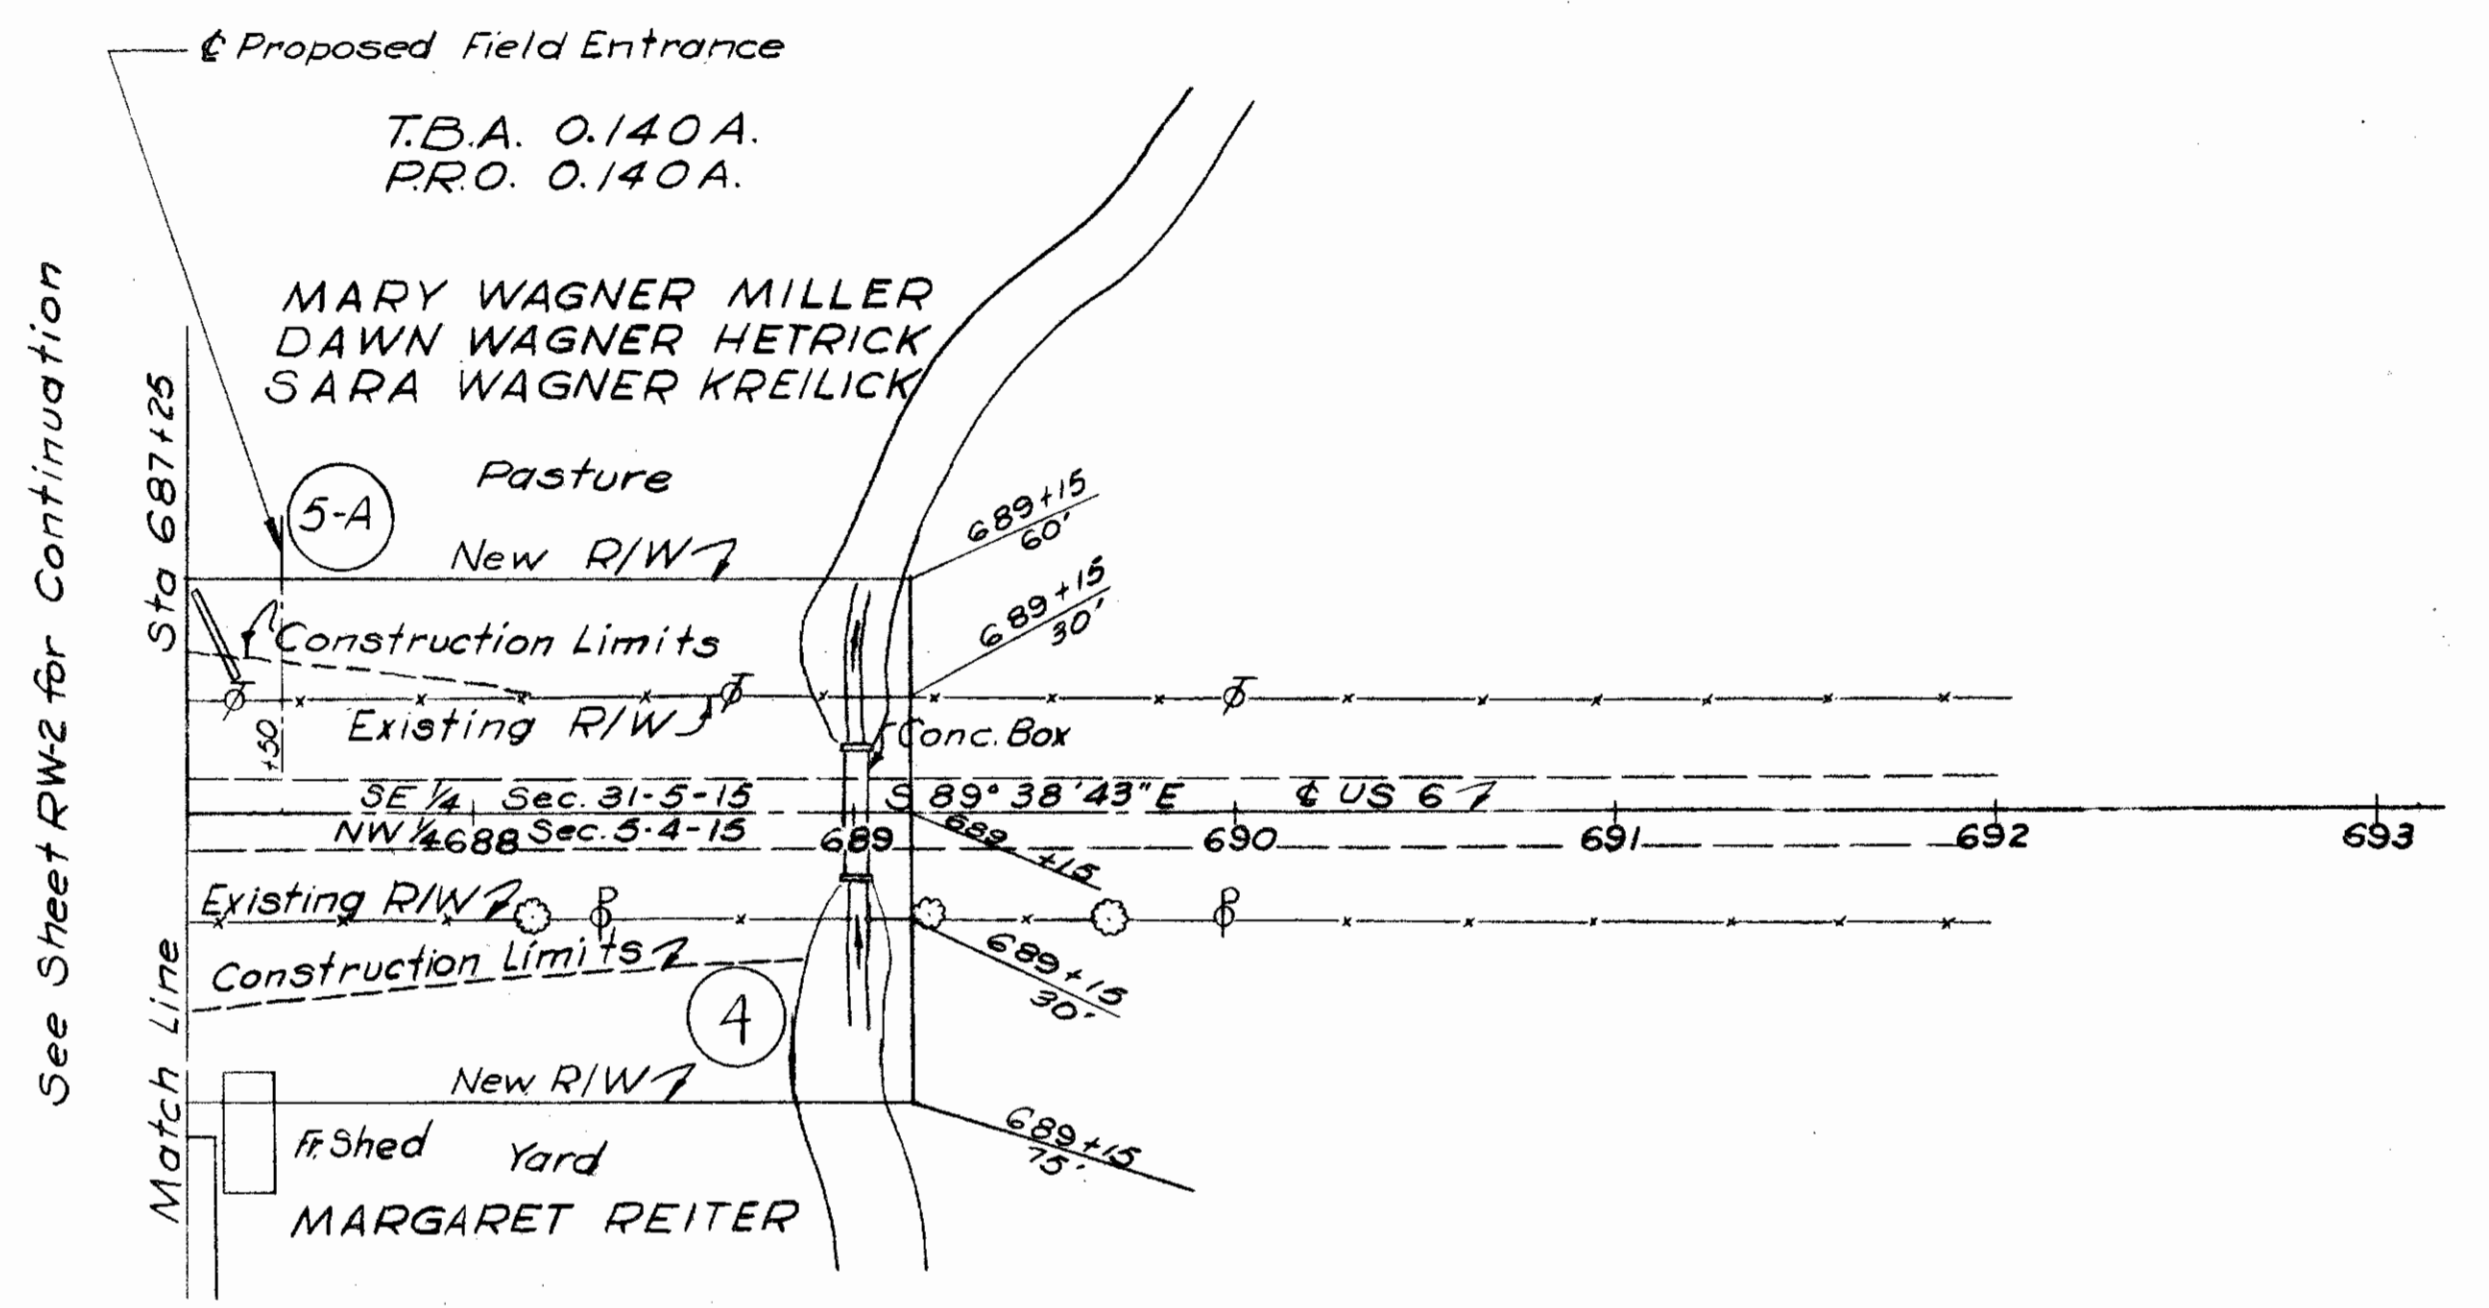 ℄ Proposed Field Entrance
T.B.A. 0.140 A.
P.R.O. 0.140 A.
MARY WAGNER MILLER
DAWN WAGNER HETRICK
SARA WAGNER KREILICK
See Sheet RW-2 for Continuation
Sta 687+25
Match Line
Pasture
5-A
New R/W
689+15
60'
689+15
30'
Construction Limits
Existing R/W
+50
Conc. Box
SE 1/4 Sec. 31-5-15
S 89° 38' 43" E
℄ US 6
NW 1/4 Sec. 5-4-15
688
689
690
691
692
693
689+15
Existing R/W
Construction Limits
689+15
30'
4
New R/W
689+15
75'
Fr. Shed
Yard
MARGARET REITER